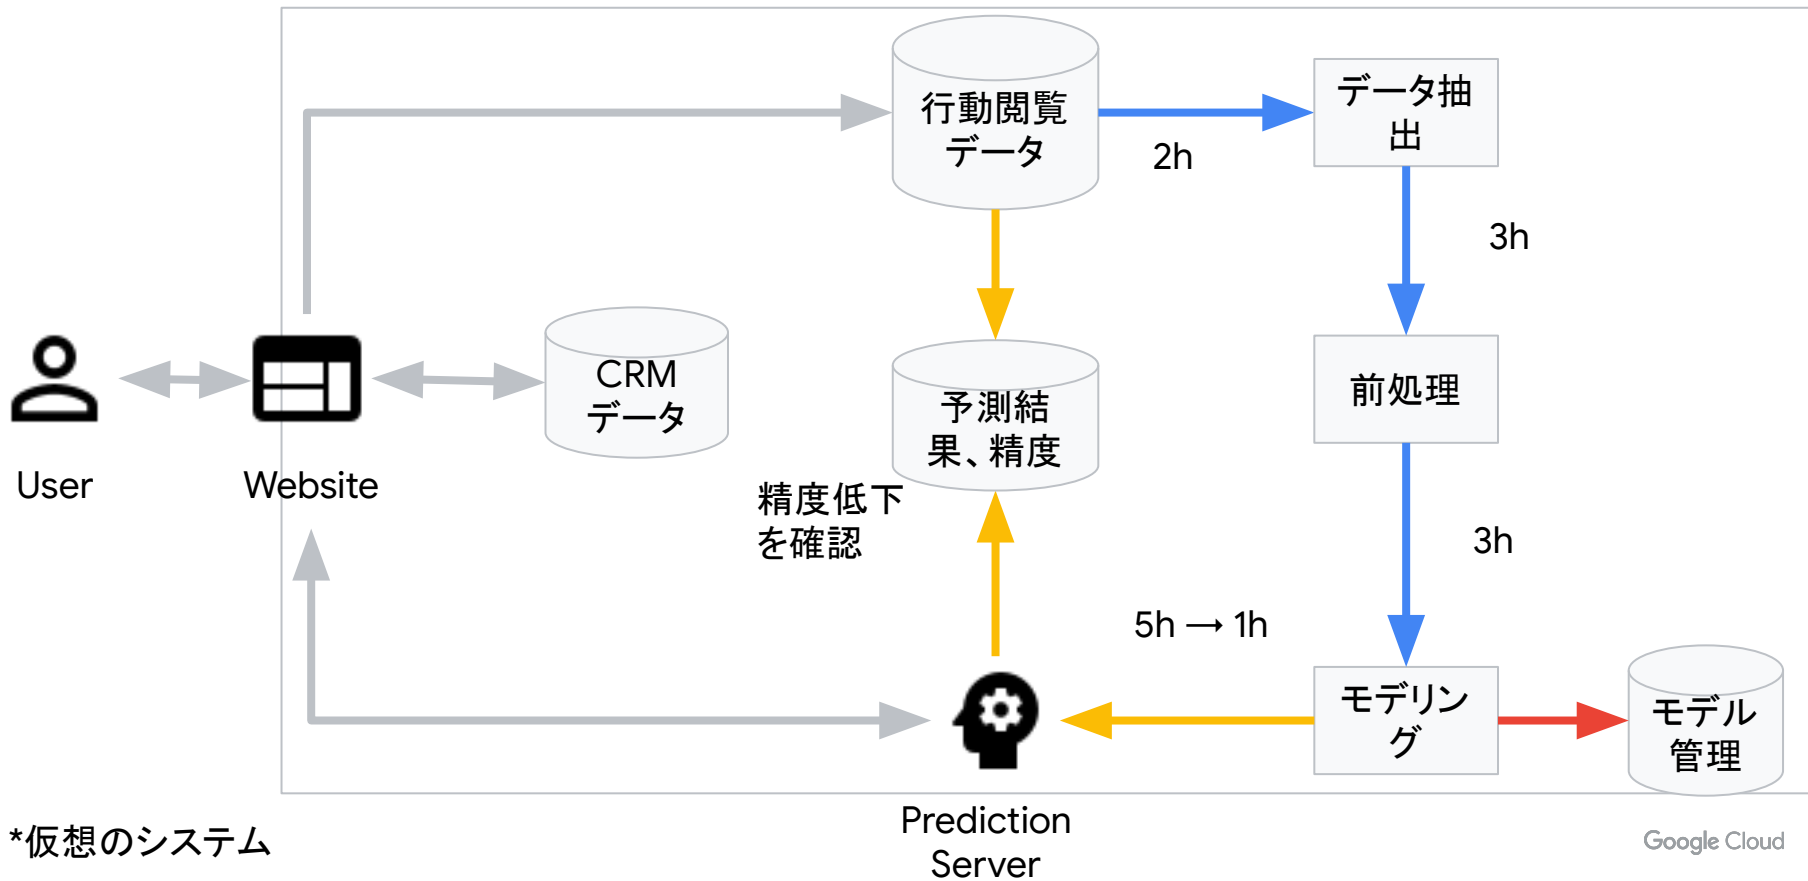 行動閲覧
データ
2h
データ抽
出
3h
User
Website
CRM
データ
予測結
果、精度
前処理
精度低下
を確認
3h
5h → 1h
モデリン
グ
モデル
管理
Prediction
Server
*仮想のシステム
Google Cloud